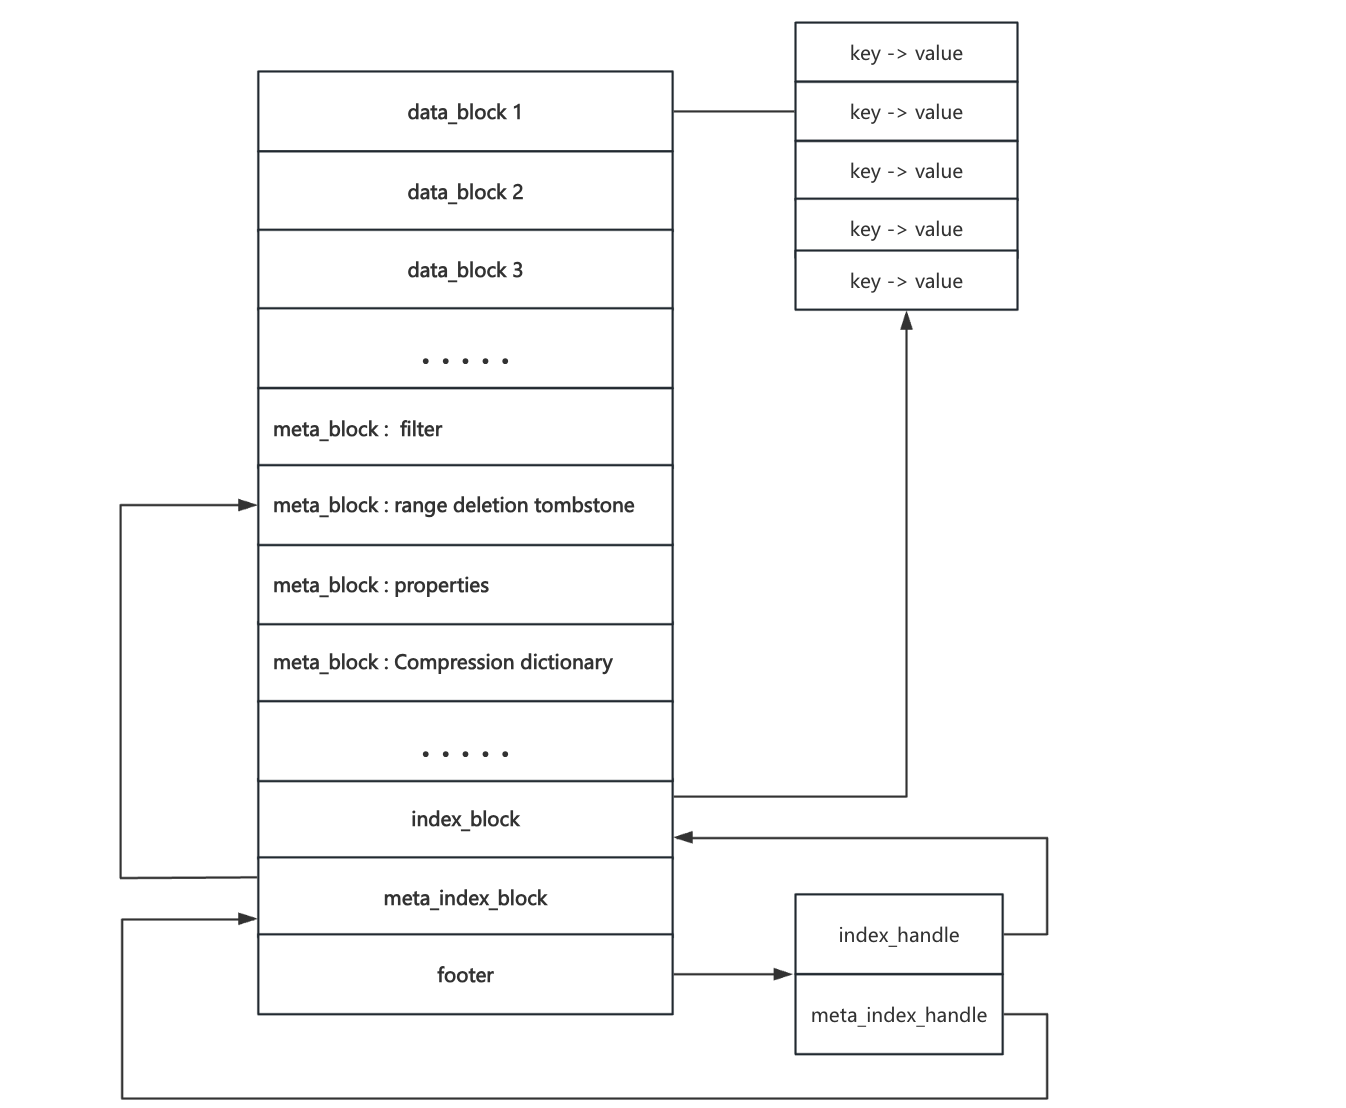 key -> value
data_block 1
key -> value
data_block 2
key -> value
key -> value
data_block 3
key -> value
. . . . .
meta_block :  filter
meta_block : range deletion tombstone
meta_block : properties
meta_block : Compression dictionary
. . . . .
index_block
meta_index_block
index_handle
footer
meta_index_handle